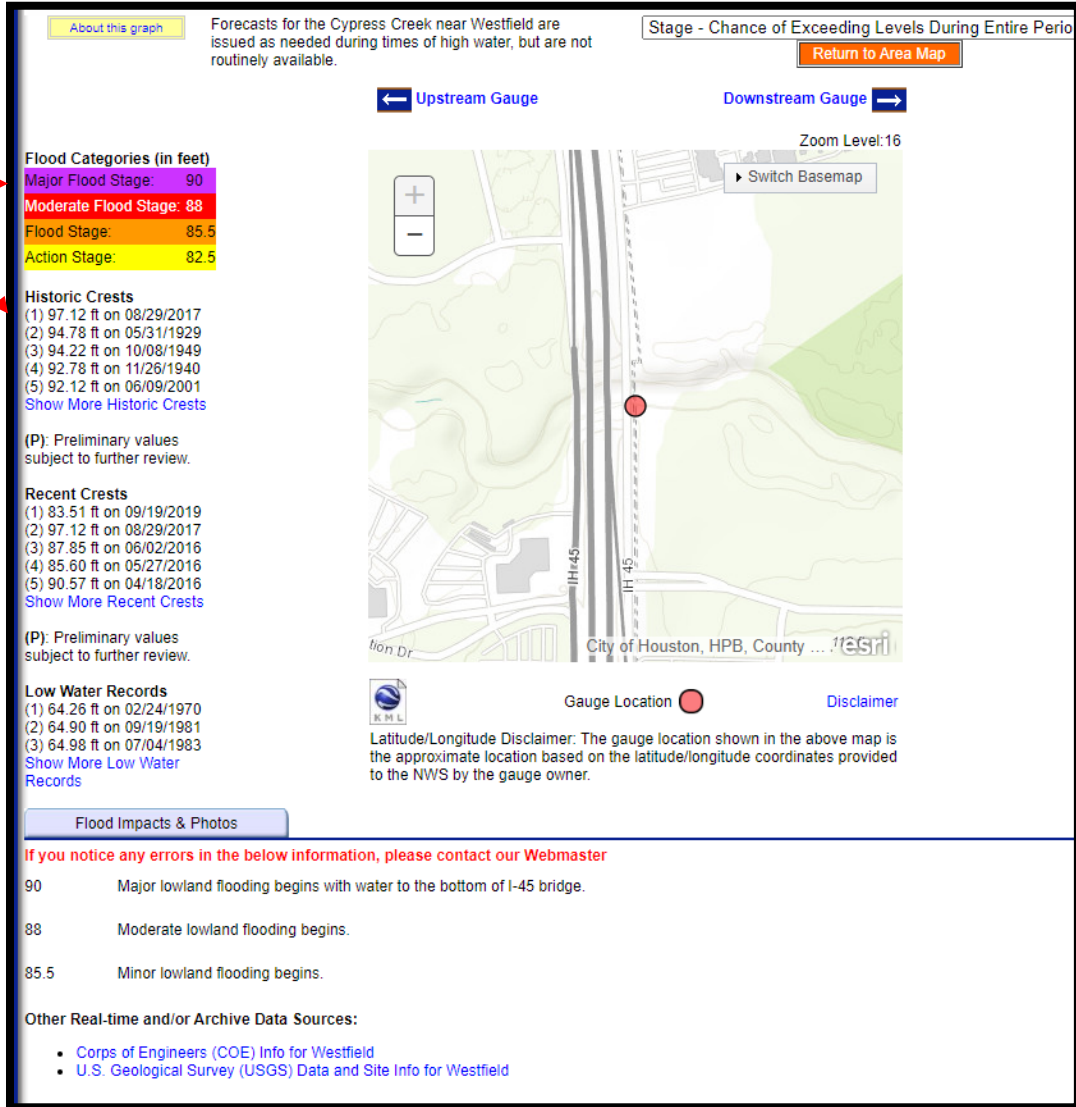 About this graph
Forecasts for the Cypress Creek near Westfield are
issued as needed during times of high water, but are not
routinely available.
Stage - Chance of Exceeding Levels During Entire Perio
Return to Area Map
Upstream Gauge
Downstream Gauge
Zoom Level:16
Flood Categories (in feet)
Major Flood Stage: 90
Moderate Flood Stage: 88
Flood Stage: 85.5
Action Stage: 82.5
Historic Crests
(1) 97.12 ft on 08/29/2017
(2) 94.78 ft on 05/31/1929
(3) 94.22 ft on 10/08/1949
(4) 92.78 ft on 11/26/1940
(5) 92.12 ft on 06/09/2001
Show More Historic Crests
(P): Preliminary values
subject to further review.
Recent Crests
(1) 83.51 ft on 09/19/2019
(2) 97.12 ft on 08/29/2017
(3) 87.85 ft on 06/02/2016
(4) 85.60 ft on 05/27/2016
(5) 90.57 ft on 04/18/2016
Show More Recent Crests
(P): Preliminary values
subject to further review.
Low Water Records
(1) 64.26 ft on 02/24/1970
(2) 64.90 ft on 09/19/1981
(3) 64.98 ft on 07/04/1983
Show More Low Water
Records
+
−
Switch Basemap
IH 45
IH 45
tion Dr
City of Houston, HPB, County ...
esri
KML
Gauge Location
Disclaimer
Latitude/Longitude Disclaimer: The gauge location shown in the above map is
the approximate location based on the latitude/longitude coordinates provided
to the NWS by the gauge owner.
Flood Impacts & Photos
If you notice any errors in the below information, please contact our Webmaster
90 Major lowland flooding begins with water to the bottom of I-45 bridge.
88 Moderate lowland flooding begins.
85.5 Minor lowland flooding begins.
Other Real-time and/or Archive Data Sources:
• Corps of Engineers (COE) Info for Westfield
• U.S. Geological Survey (USGS) Data and Site Info for Westfield